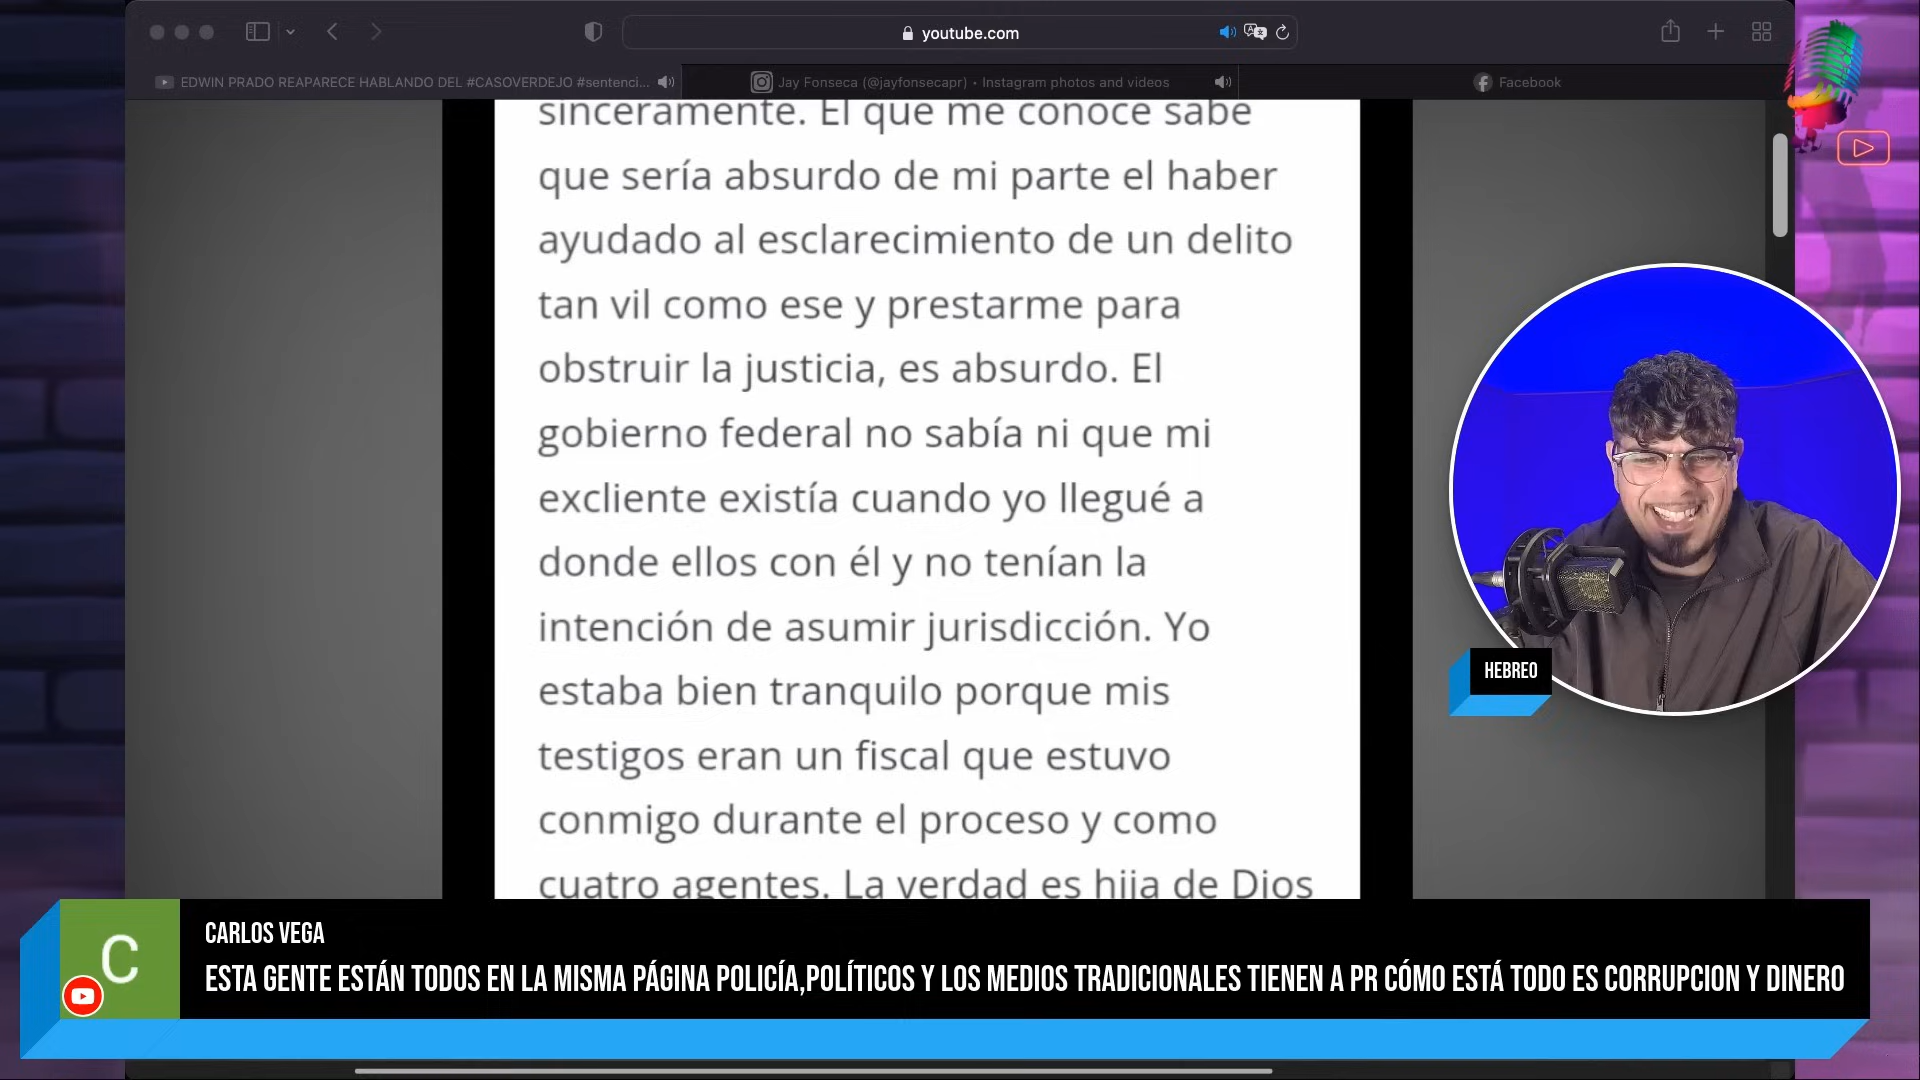 youtube.com
EDWIN PRADO REAPARECE HABLANDO DEL #CASOVERDEJO #sentenci...
Jay Fonseca (@jayfonsecapr) • Instagram photos and videos
Facebook
sinceramente. El que me conoce sabe
que sería absurdo de mi parte el haber
ayudado al esclarecimiento de un delito
tan vil como ese y prestarme para
obstruir la justicia, es absurdo. El
gobierno federal no sabía ni que mi
excliente existía cuando yo llegué a
donde ellos con él y no tenían la
intención de asumir jurisdicción. Yo
estaba bien tranquilo porque mis
testigos eran un fiscal que estuvo
conmigo durante el proceso y como
cuatro agentes. La verdad es hija de Dios
HEBREO
C
CARLOS VEGA
ESTA GENTE ESTÁN TODOS EN LA MISMA PÁGINA POLICÍA,POLÍTICOS Y LOS MEDIOS TRADICIONALES TIENEN A PR CÓMO ESTÁ TODO ES CORRUPCION Y DINERO